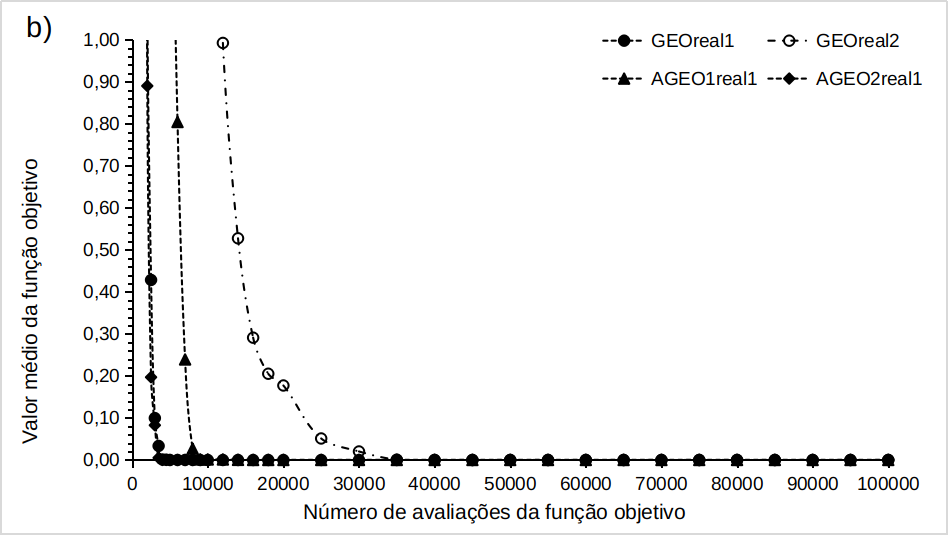 b)
GEOreal1
GEOreal2
AGEO1real1
AGEO2real1
Valor médio da função objetivo
1,00
0,90
0,80
0,70
0,60
0,50
0,40
0,30
0,20
0,10
0,00
0 10000 20000 30000 40000 50000 60000 70000 80000 90000 100000
Número de avaliações da função objetivo